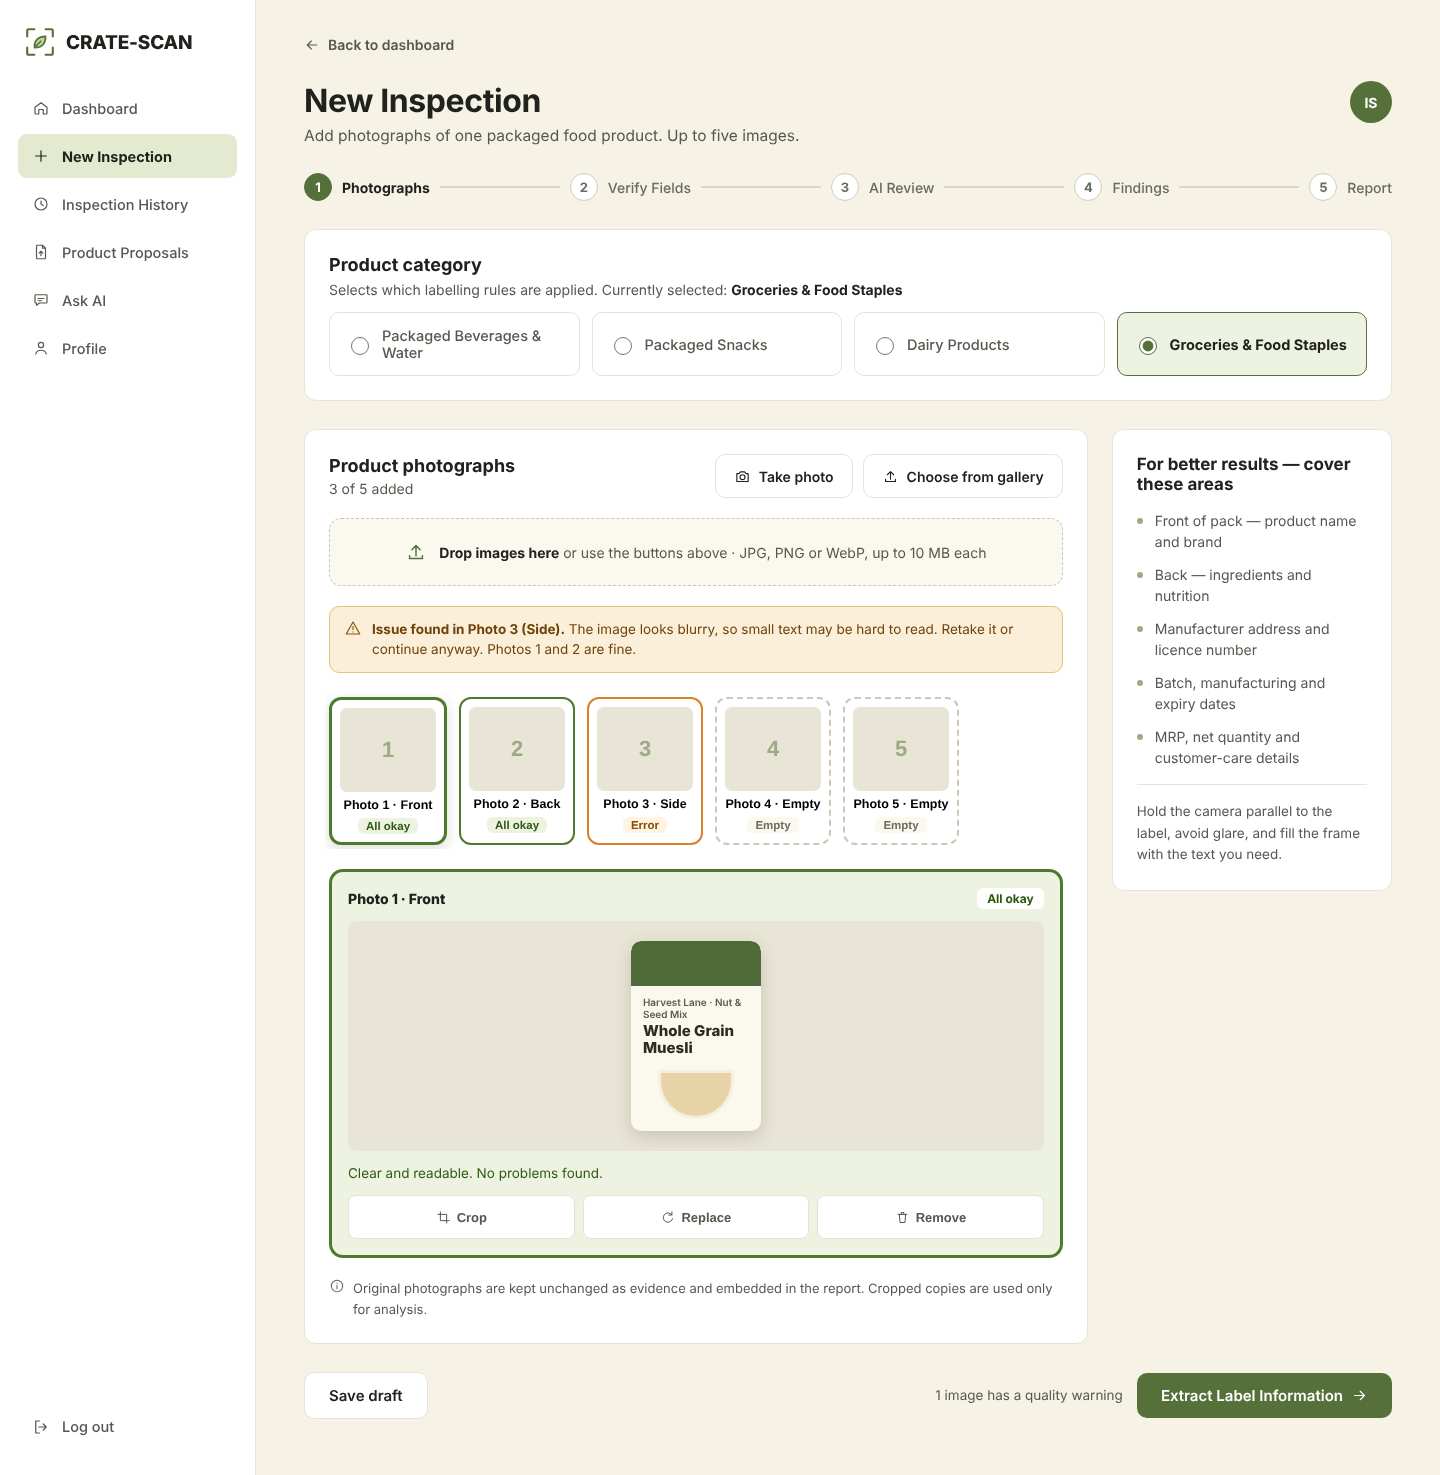 CRATE-SCAN
Dashboard
New Inspection
Inspection History
Product Proposals
Ask AI
Profile
Log out
Back to dashboard
New Inspection
Add photographs of one packaged food product. Up to five images.
IS
1 Photographs
2 Verify Fields
3 AI Review
4 Findings
5 Report
Product category
Selects which labelling rules are applied. Currently selected: Groceries & Food Staples
Packaged Beverages &
Water
Packaged Snacks
Dairy Products
Groceries & Food Staples
Product photographs
3 of 5 added
Take photo
Choose from gallery
Drop images here or use the buttons above · JPG, PNG or WebP, up to 10 MB each
Issue found in Photo 3 (Side). The image looks blurry, so small text may be hard to read. Retake it or
continue anyway. Photos 1 and 2 are fine.
1
Photo 1 · Front
All okay
2
Photo 2 · Back
All okay
3
Photo 3 · Side
Error
4
Photo 4 · Empty
Empty
5
Photo 5 · Empty
Empty
Photo 1 · Front
All okay
Harvest Lane · Nut &
Seed Mix
Whole Grain
Muesli
Clear and readable. No problems found.
Crop
Replace
Remove
Original photographs are kept unchanged as evidence and embedded in the report. Cropped copies are used only
for analysis.
For better results — cover
these areas
Front of pack — product name
and brand
Back — ingredients and
nutrition
Manufacturer address and
licence number
Batch, manufacturing and
expiry dates
MRP, net quantity and
customer-care details
Hold the camera parallel to the
label, avoid glare, and fill the frame
with the text you need.
Save draft
1 image has a quality warning
Extract Label Information